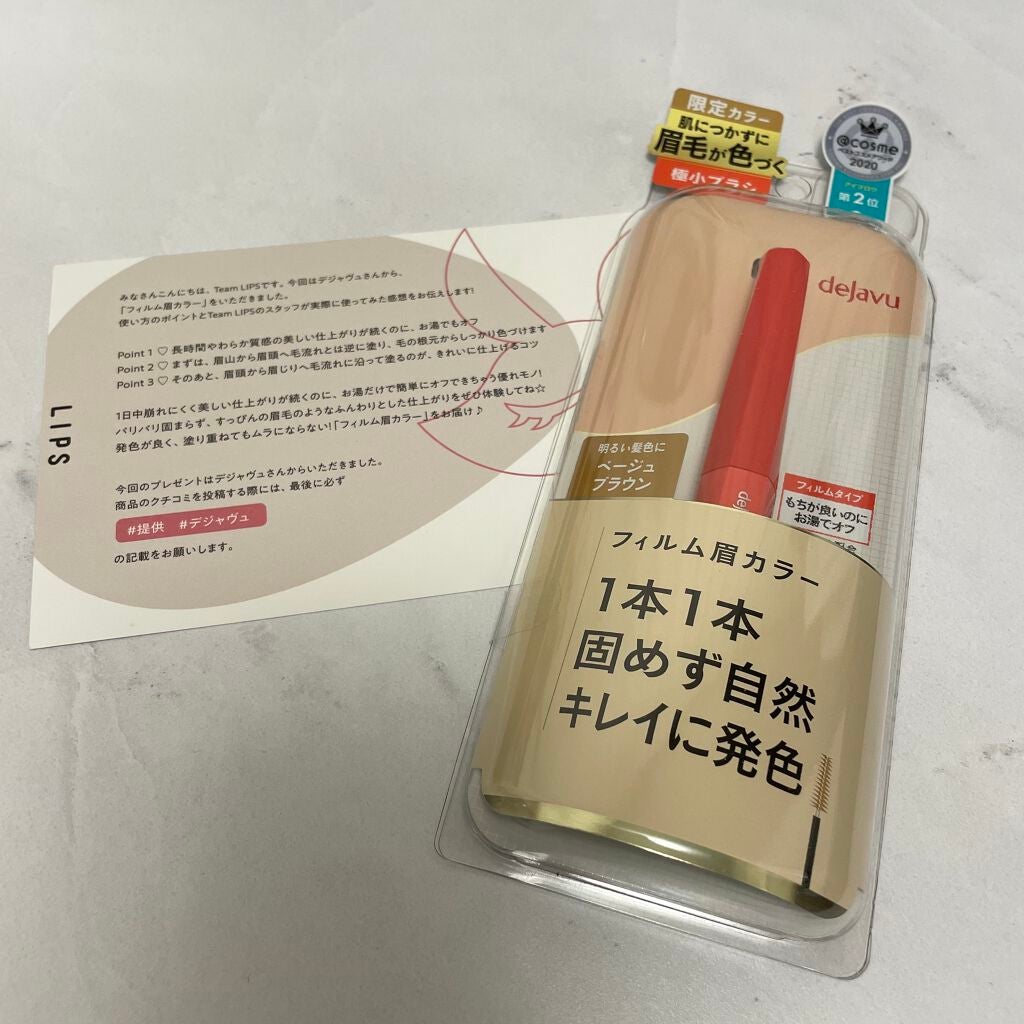 LIPS
みなさんこんにちは、Team LIPSです。今回はデジャヴュさんから、
「フィルム眉カラー」をいただきました。
使い方のポイントとTeam LIPSのスタッフが実際に使ってみた感想をお伝えします!
Point 1 ♡ 長時間やわらか質感の美しい仕上がりが続くのに、お湯でもオフ
Point 2 ♡ まずは、眉山から眉頭へ毛流れとは逆に塗り、毛の根元からしっかり色づけます
Point 3 ♡ そのあと、眉頭から眉じりへ毛流れに沿って塗るのが、きれいに仕上げるコツ
1日中崩れにくく美しい仕上がりが続くのに、お湯だけで簡単にオフできちゃう優れモノ!
パリパリ固まらず、すっぴんの眉毛のようなふんわりとした仕上がりをぜひ体験してね☆
発色が良く、塗り重ねてもムラにならない!「フィルム眉カラー」をお届け♪
今回のプレゼントはデジャヴュさんからいただきました。
商品のクチコミを投稿する際には、最後に必ず
#提供 #デジャヴュ
の記載をお願いします。
限定カラー
肌につかずに
眉毛が色づく
極小ブラシ
@cosme
ベストコスメアワード
2020
アイブロウ
第2位
dejavu
明るい髪色に
ベージュ
ブラウン
フィルムタイプ
もちが良いのに
お湯でオフ
フィルム眉カラー
1本1本
固めず自然
キレイに発色